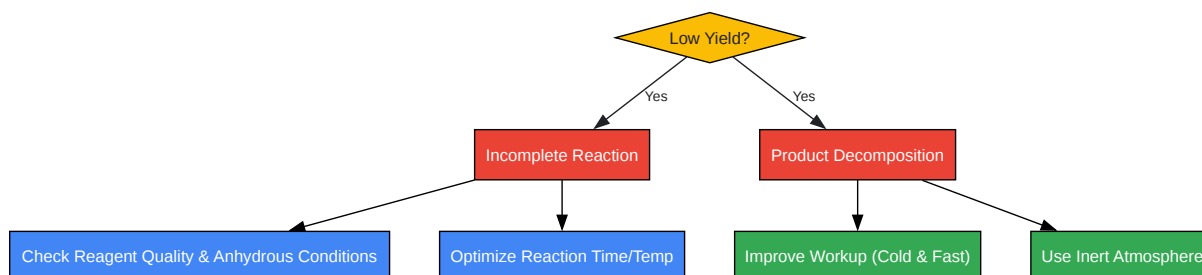 Low Yield?
Yes
Yes
Incomplete Reaction
Product Decomposition
Check Reagent Quality & Anhydrous Conditions
Optimize Reaction Time/Temp
Improve Workup (Cold & Fast)
Use Inert Atmosphere